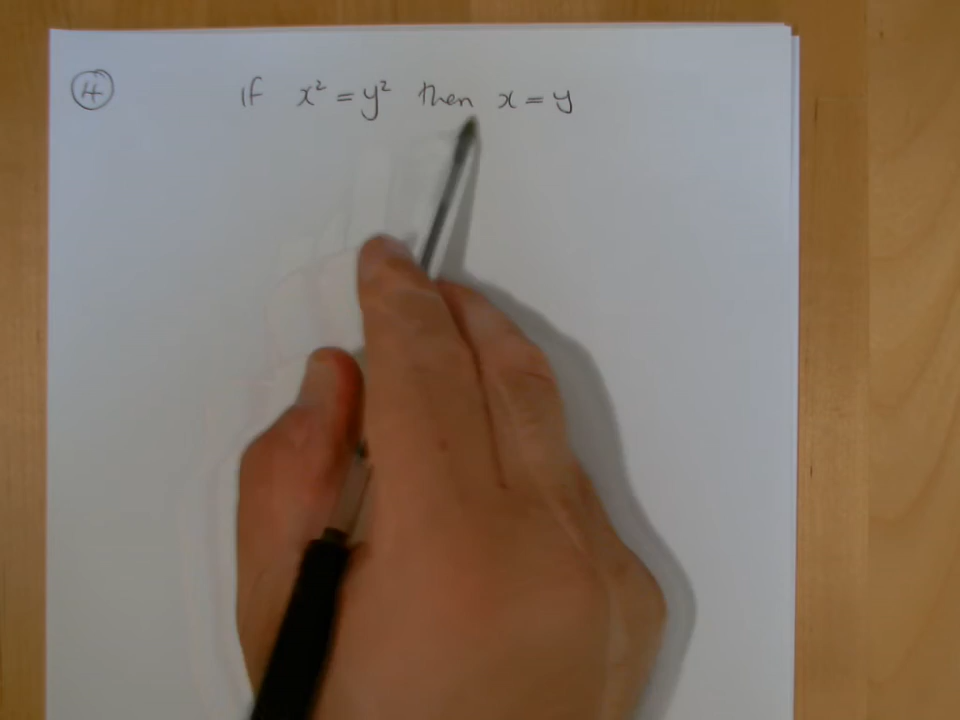 ④ If x² = y² then x = y